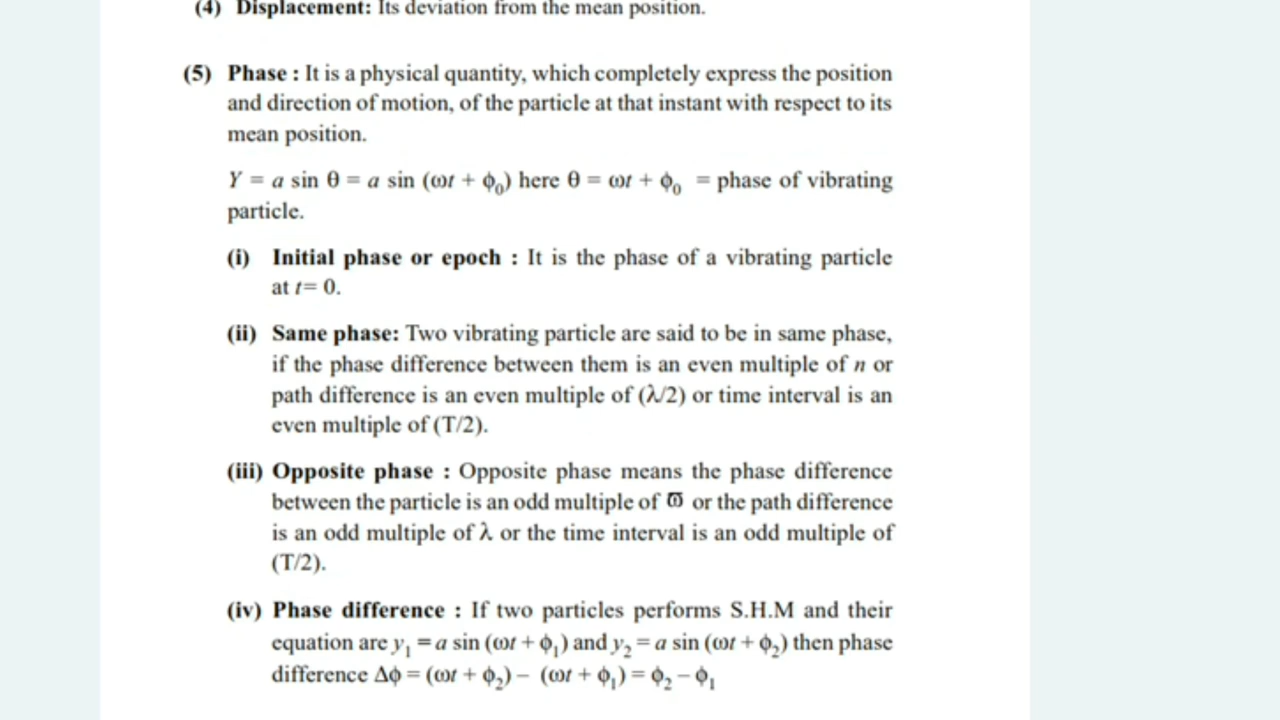 (4) Displacement: Its deviation from the mean position.
(5) Phase : It is a physical quantity, which completely express the position
and direction of motion, of the particle at that instant with respect to its
mean position.
Y = a sin θ = a sin (ωt + ϕ₀) here θ = ωt + ϕ₀ = phase of vibrating
particle.
(i) Initial phase or epoch : It is the phase of a vibrating particle
at t= 0.
(ii) Same phase: Two vibrating particle are said to be in same phase,
if the phase difference between them is an even multiple of n or
path difference is an even multiple of (λ/2) or time interval is an
even multiple of (T/2).
(iii) Opposite phase : Opposite phase means the phase difference
between the particle is an odd multiple of ϖ or the path difference
is an odd multiple of λ or the time interval is an odd multiple of
(T/2).
(iv) Phase difference : If two particles performs S.H.M and their
equation are y₁ = a sin (ωt + ϕ₁) and y₂ = a sin (ωt + ϕ₂) then phase
difference Δϕ = (ωt + ϕ₂) – (ωt + ϕ₁) = ϕ₂ – ϕ₁